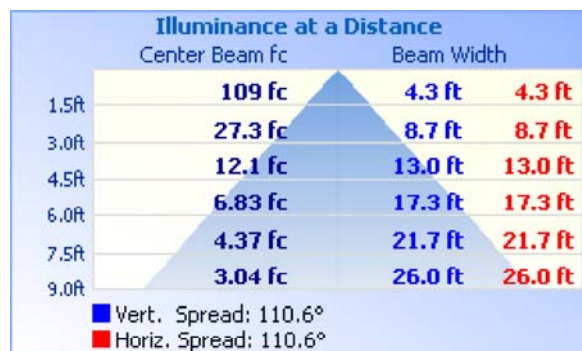 Illuminance at a Distance
Center Beam fc Beam Width
1.5ft 109 fc 4.3 ft 4.3 ft
3.0ft 27.3 fc 8.7 ft 8.7 ft
4.5ft 12.1 fc 13.0 ft 13.0 ft
6.0ft 6.83 fc 17.3 ft 17.3 ft
7.5ft 4.37 fc 21.7 ft 21.7 ft
9.0ft 3.04 fc 26.0 ft 26.0 ft
Vert. Spread: 110.6°
Horiz. Spread: 110.6°